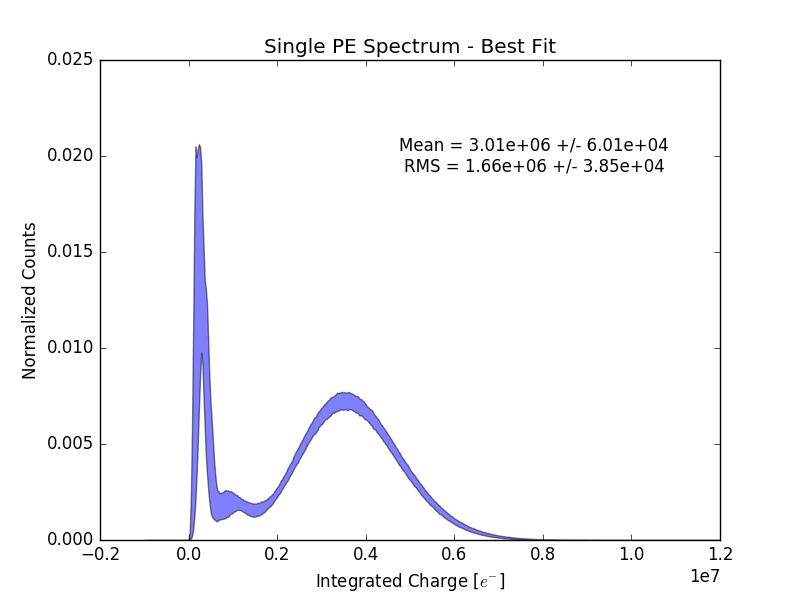 Single PE Spectrum - Best Fit
0.025
0.020
0.015
0.010
0.005
0.000
Normalized Counts
Mean = 3.01e+06 +/- 6.01e+04
RMS = 1.66e+06 +/- 3.85e+04
−0.2 0.0 0.2 0.4 0.6 0.8 1.0 1.2
1e7
Integrated Charge [e⁻]